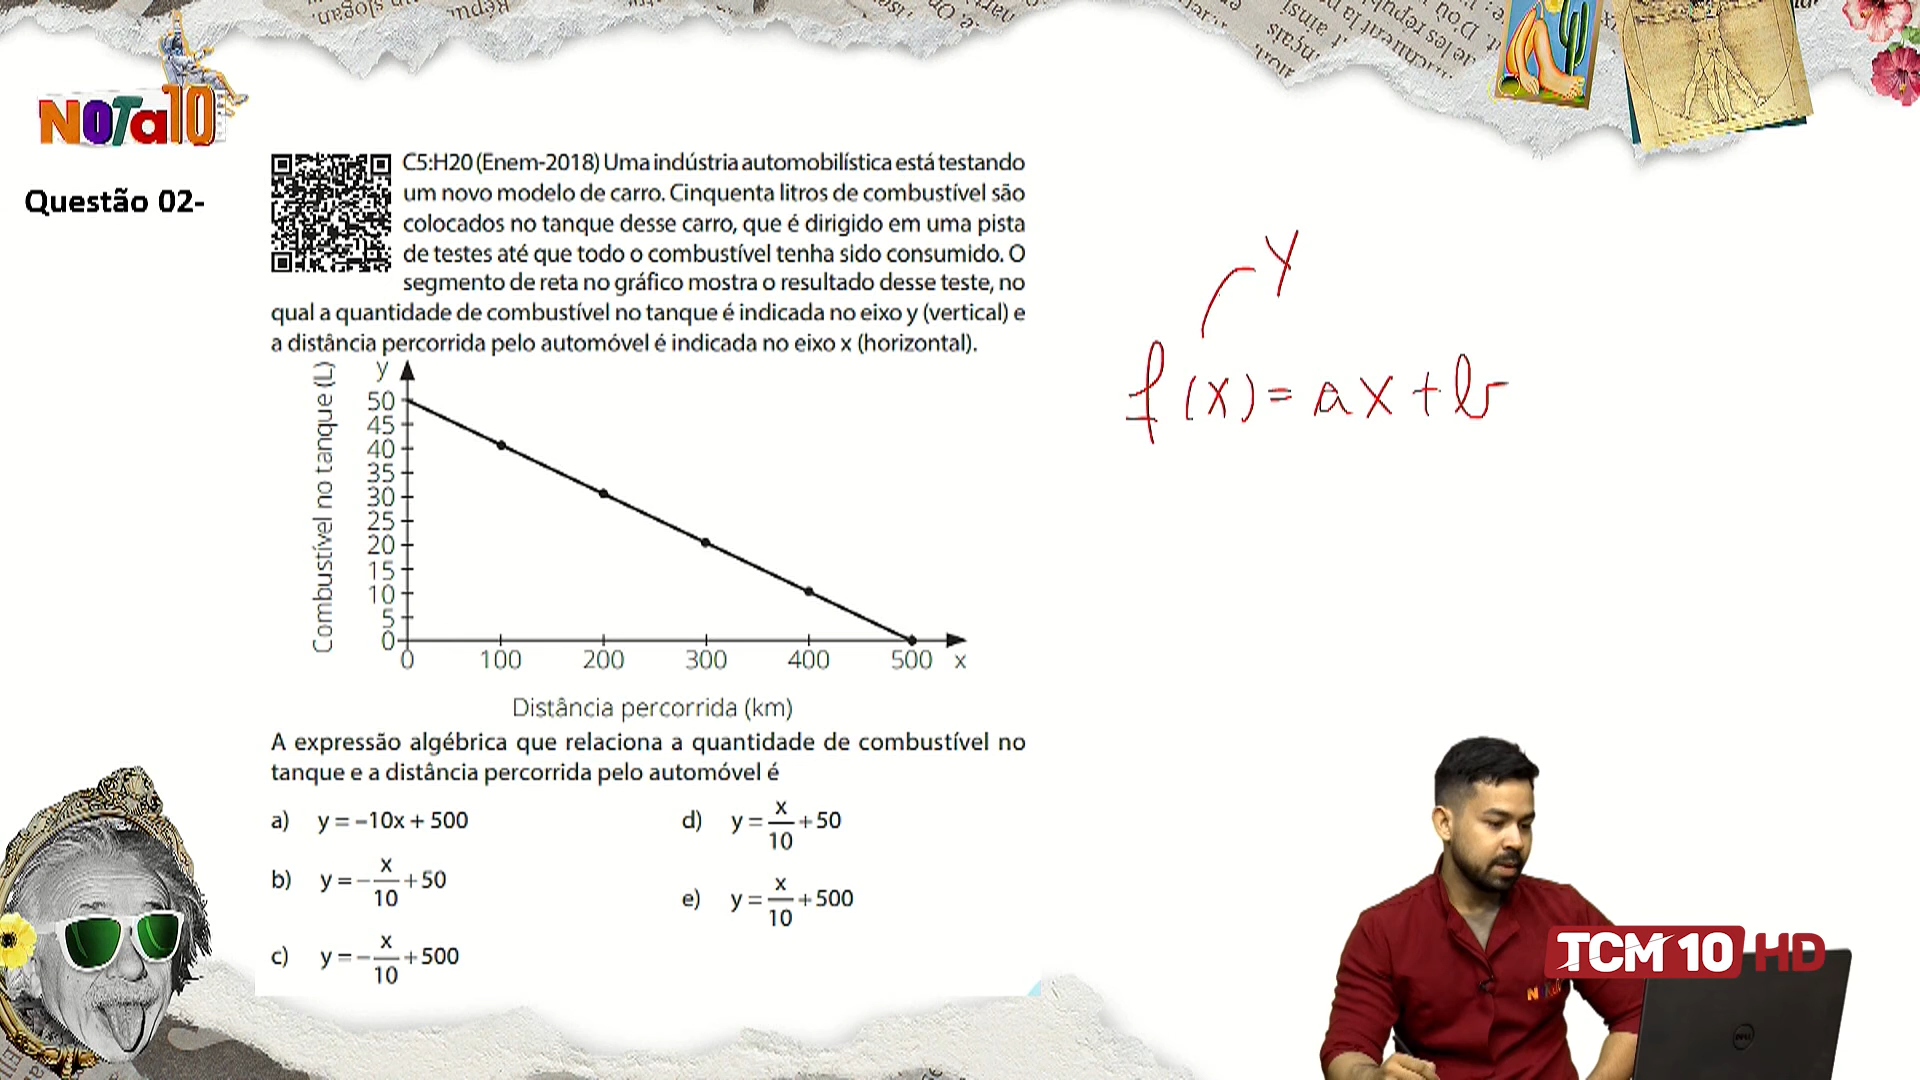 NOTa10
Questão 02-
C5:H20 (Enem-2018) Uma indústria automobilística está testando
um novo modelo de carro. Cinquenta litros de combustível são
colocados no tanque desse carro, que é dirigido em uma pista
de testes até que todo o combustível tenha sido consumido. O
segmento de reta no gráfico mostra o resultado desse teste, no
qual a quantidade de combustível no tanque é indicada no eixo y (vertical) e
a distância percorrida pelo automóvel é indicada no eixo x (horizontal).
Combustível no tanque (L)
y
50
45
40
35
30
25
20
15
10
5
0
0 100 200 300 400 500 x
Distância percorrida (km)
A expressão algébrica que relaciona a quantidade de combustível no
tanque e a distância percorrida pelo automóvel é
a) y = –10x + 500
b) y = -x/10 + 50
c) y = -x/10 + 500
d) y = x/10 + 50
e) y = x/10 + 500
y
f(x) = ax + b
TCM 10 HD
DELL